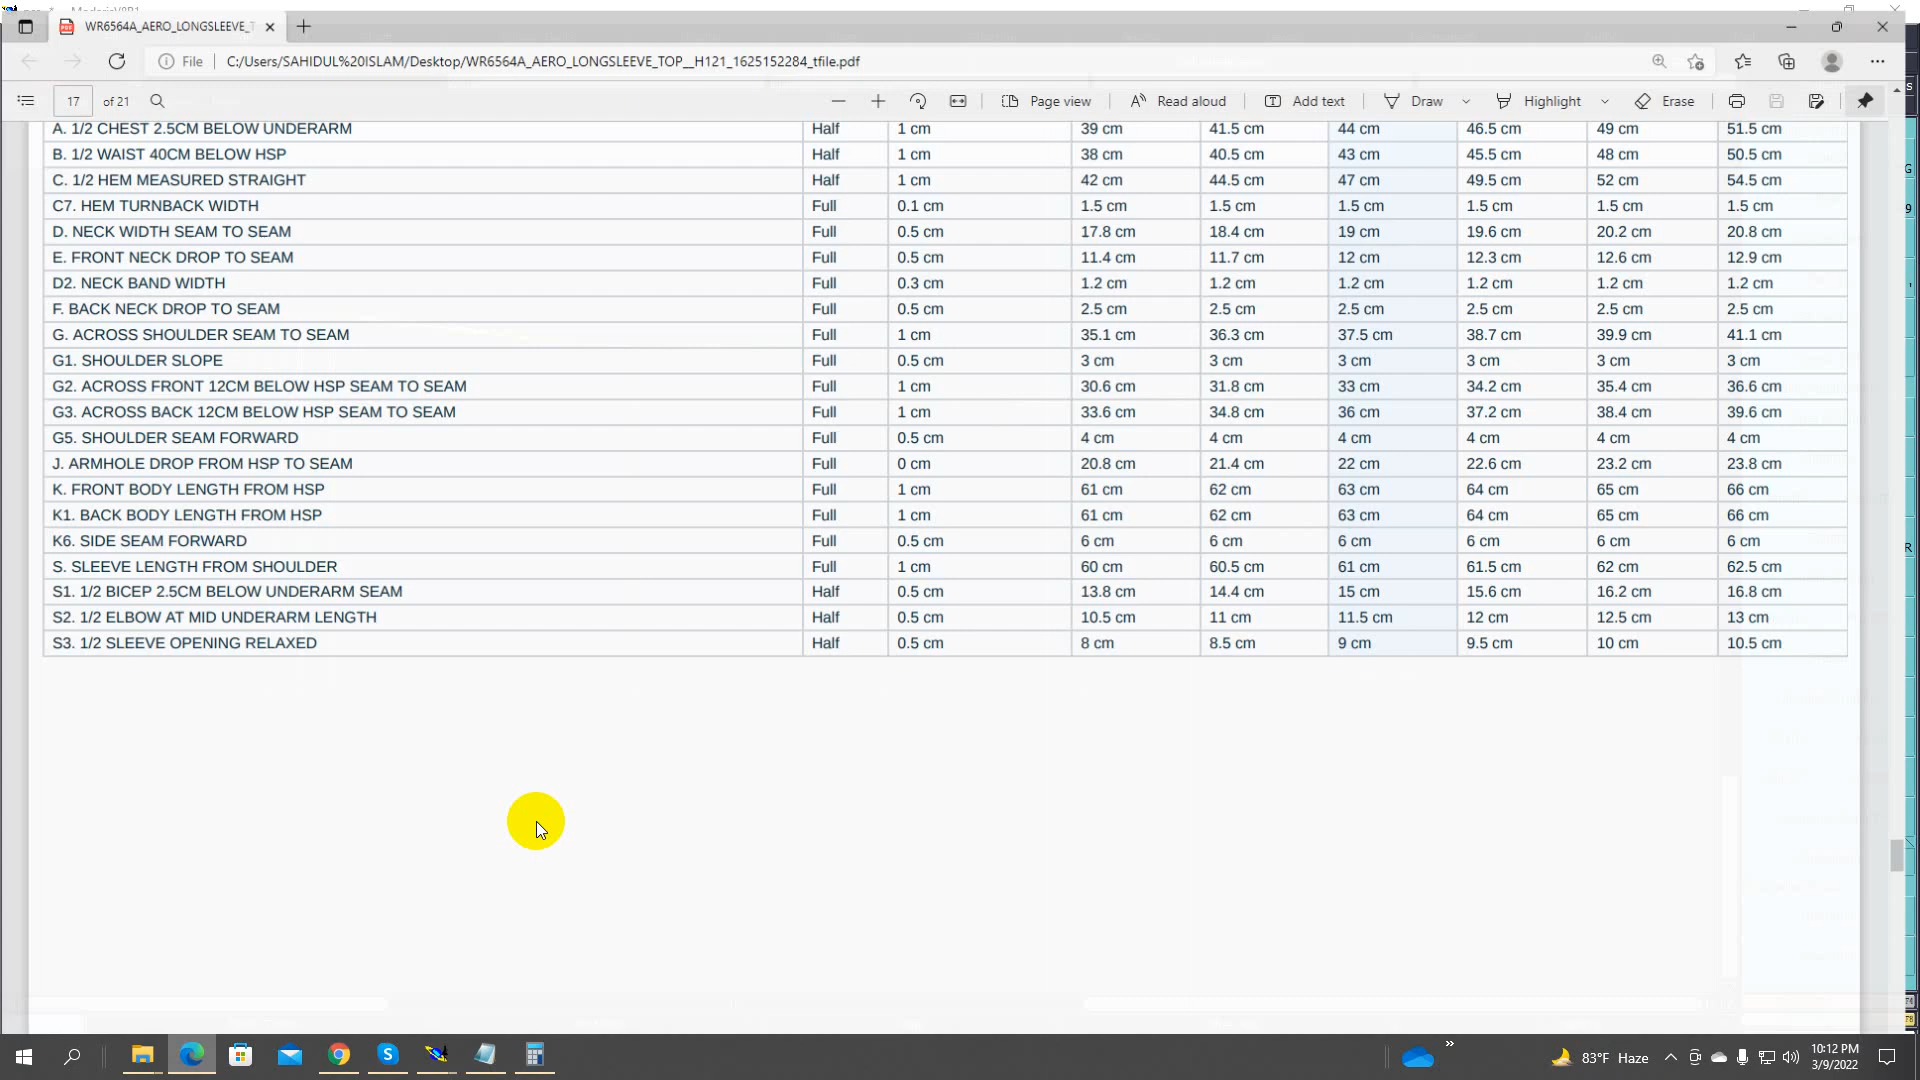 WR6564A_AERO_LONGSLEEVE_T
File C:/Users/SAHIDUL%20ISLAM/Desktop/WR6564A_AERO_LONGSLEEVE_TOP__H121_1625152284_tfile.pdf
17 of 21 Page view Read aloud Add text Draw Highlight Erase
A. 1/2 CHEST 2.5CM BELOW UNDERARM Half 1 cm 39 cm 41.5 cm 44 cm 46.5 cm 49 cm 51.5 cm
B. 1/2 WAIST 40CM BELOW HSP Half 1 cm 38 cm 40.5 cm 43 cm 45.5 cm 48 cm 50.5 cm
C. 1/2 HEM MEASURED STRAIGHT Half 1 cm 42 cm 44.5 cm 47 cm 49.5 cm 52 cm 54.5 cm
C7. HEM TURNBACK WIDTH Full 0.1 cm 1.5 cm 1.5 cm 1.5 cm 1.5 cm 1.5 cm 1.5 cm
D. NECK WIDTH SEAM TO SEAM Full 0.5 cm 17.8 cm 18.4 cm 19 cm 19.6 cm 20.2 cm 20.8 cm
E. FRONT NECK DROP TO SEAM Full 0.5 cm 11.4 cm 11.7 cm 12 cm 12.3 cm 12.6 cm 12.9 cm
D2. NECK BAND WIDTH Full 0.3 cm 1.2 cm 1.2 cm 1.2 cm 1.2 cm 1.2 cm 1.2 cm
F. BACK NECK DROP TO SEAM Full 0.5 cm 2.5 cm 2.5 cm 2.5 cm 2.5 cm 2.5 cm 2.5 cm
G. ACROSS SHOULDER SEAM TO SEAM Full 1 cm 35.1 cm 36.3 cm 37.5 cm 38.7 cm 39.9 cm 41.1 cm
G1. SHOULDER SLOPE Full 0.5 cm 3 cm 3 cm 3 cm 3 cm 3 cm 3 cm
G2. ACROSS FRONT 12CM BELOW HSP SEAM TO SEAM Full 1 cm 30.6 cm 31.8 cm 33 cm 34.2 cm 35.4 cm 36.6 cm
G3. ACROSS BACK 12CM BELOW HSP SEAM TO SEAM Full 1 cm 33.6 cm 34.8 cm 36 cm 37.2 cm 38.4 cm 39.6 cm
G5. SHOULDER SEAM FORWARD Full 0.5 cm 4 cm 4 cm 4 cm 4 cm 4 cm 4 cm
J. ARMHOLE DROP FROM HSP TO SEAM Full 0 cm 20.8 cm 21.4 cm 22 cm 22.6 cm 23.2 cm 23.8 cm
K. FRONT BODY LENGTH FROM HSP Full 1 cm 61 cm 62 cm 63 cm 64 cm 65 cm 66 cm
K1. BACK BODY LENGTH FROM HSP Full 1 cm 61 cm 62 cm 63 cm 64 cm 65 cm 66 cm
K6. SIDE SEAM FORWARD Full 0.5 cm 6 cm 6 cm 6 cm 6 cm 6 cm 6 cm
S. SLEEVE LENGTH FROM SHOULDER Full 1 cm 60 cm 60.5 cm 61 cm 61.5 cm 62 cm 62.5 cm
S1. 1/2 BICEP 2.5CM BELOW UNDERARM SEAM Half 0.5 cm 13.8 cm 14.4 cm 15 cm 15.6 cm 16.2 cm 16.8 cm
S2. 1/2 ELBOW AT MID UNDERARM LENGTH Half 0.5 cm 10.5 cm 11 cm 11.5 cm 12 cm 12.5 cm 13 cm
S3. 1/2 SLEEVE OPENING RELAXED Half 0.5 cm 8 cm 8.5 cm 9 cm 9.5 cm 10 cm 10.5 cm
83°F Haze
10:12 PM
3/9/2022